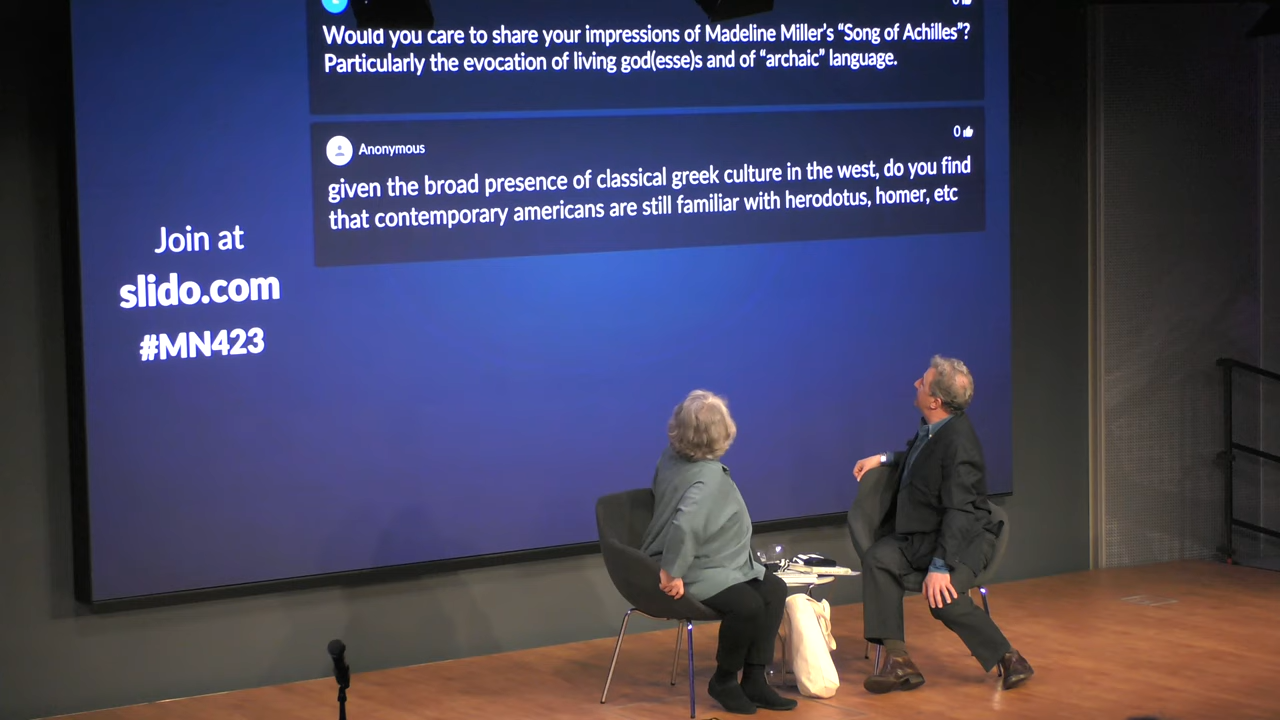 Would you care to share your impressions of Madeline Miller's “Song of Achilles”?
Particularly the evocation of living god(esse)s and of “archaic” language.
Anonymous
0
given the broad presence of classical greek culture in the west, do you find
that contemporary americans are still familiar with herodotus, homer, etc
Join at
slido.com
#MN423